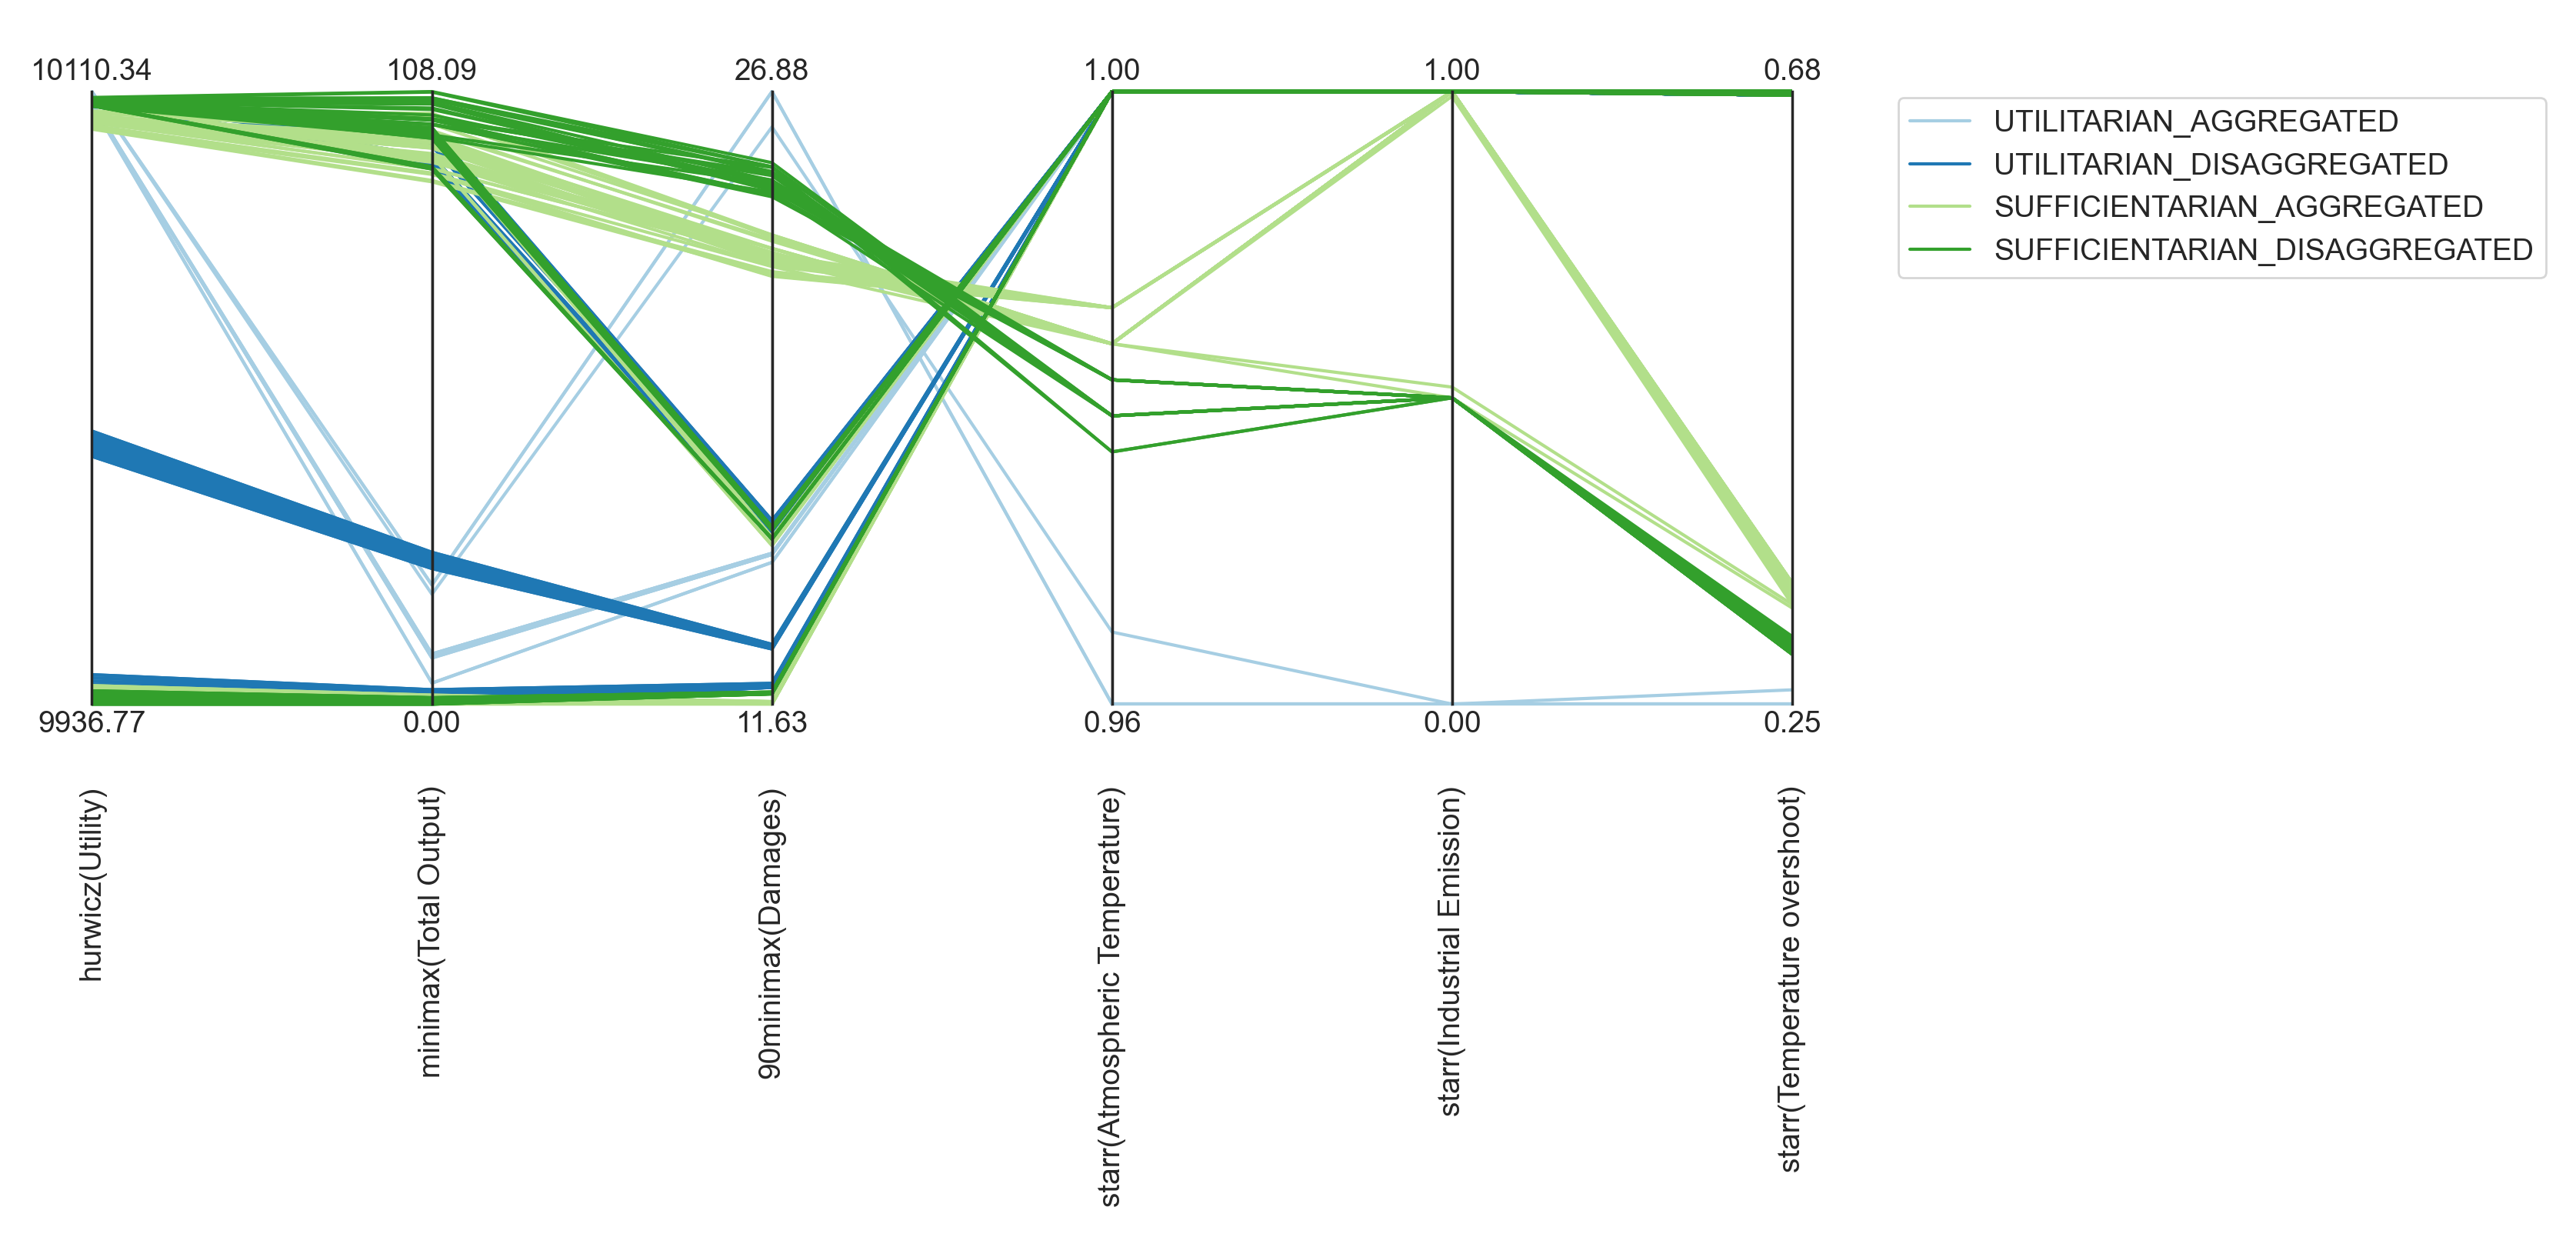 10110.34
108.09
26.88
1.00
1.00
0.68
UTILITARIAN_AGGREGATED
UTILITARIAN_DISAGGREGATED
SUFFICIENTARIAN_AGGREGATED
SUFFICIENTARIAN_DISAGGREGATED
9936.77
0.00
11.63
0.96
0.00
0.25
hurwicz(Utility)
minimax(Total Output)
90minimax(Damages)
starr(Atmospheric Temperature)
starr(Industrial Emission)
starr(Temperature overshoot)